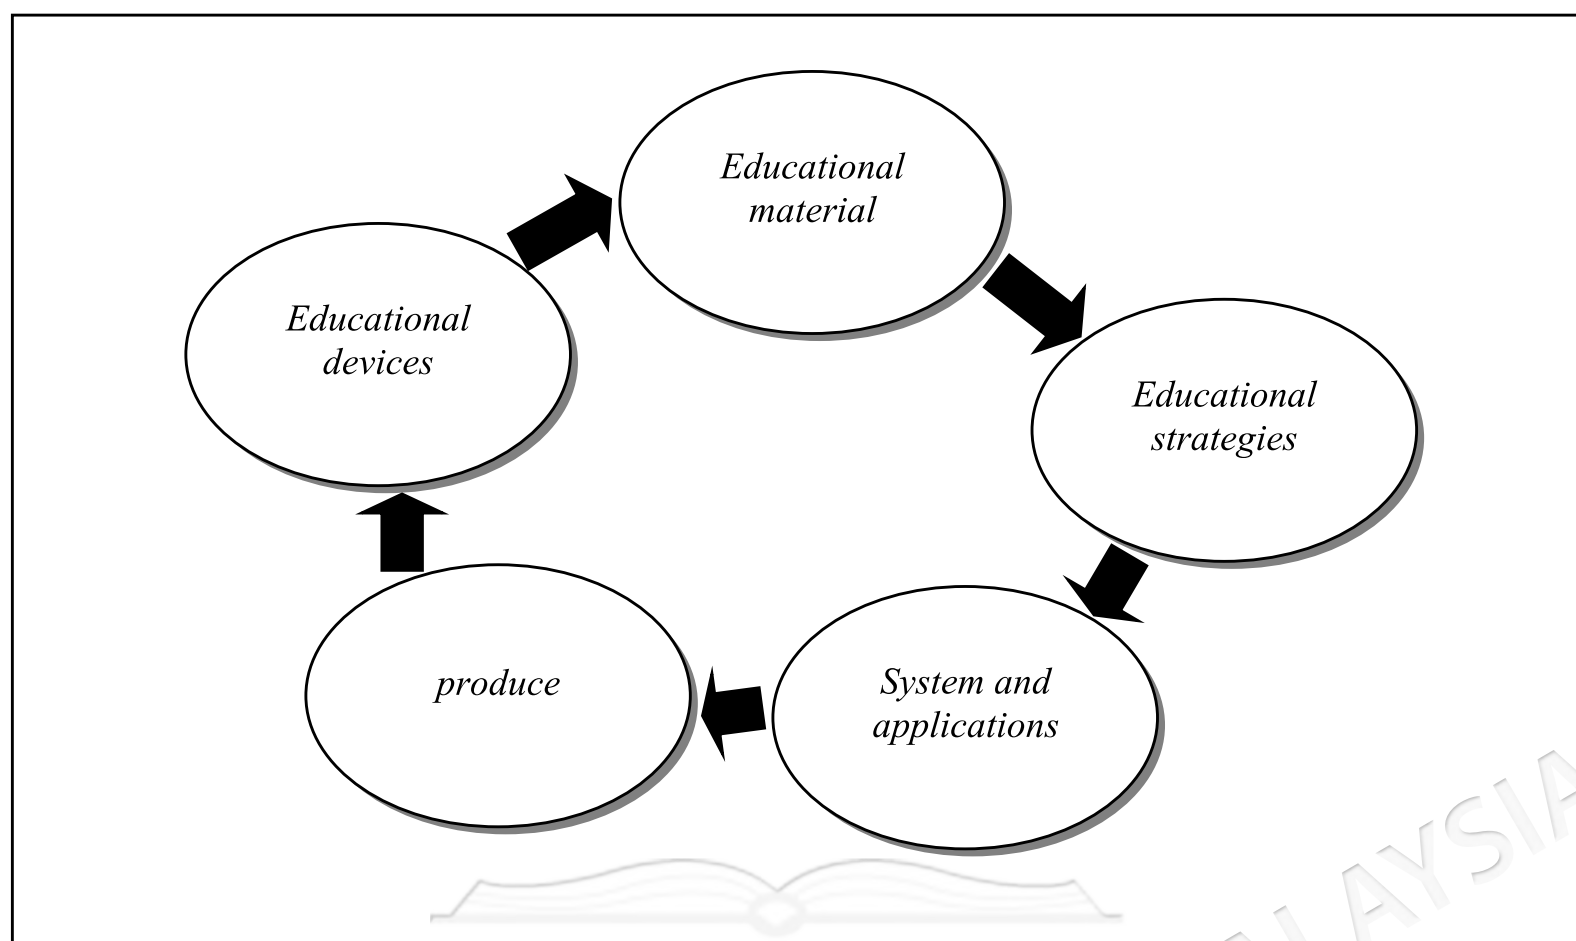 Educational
material
Educational
devices
Educational
strategies
System and
applications
produce